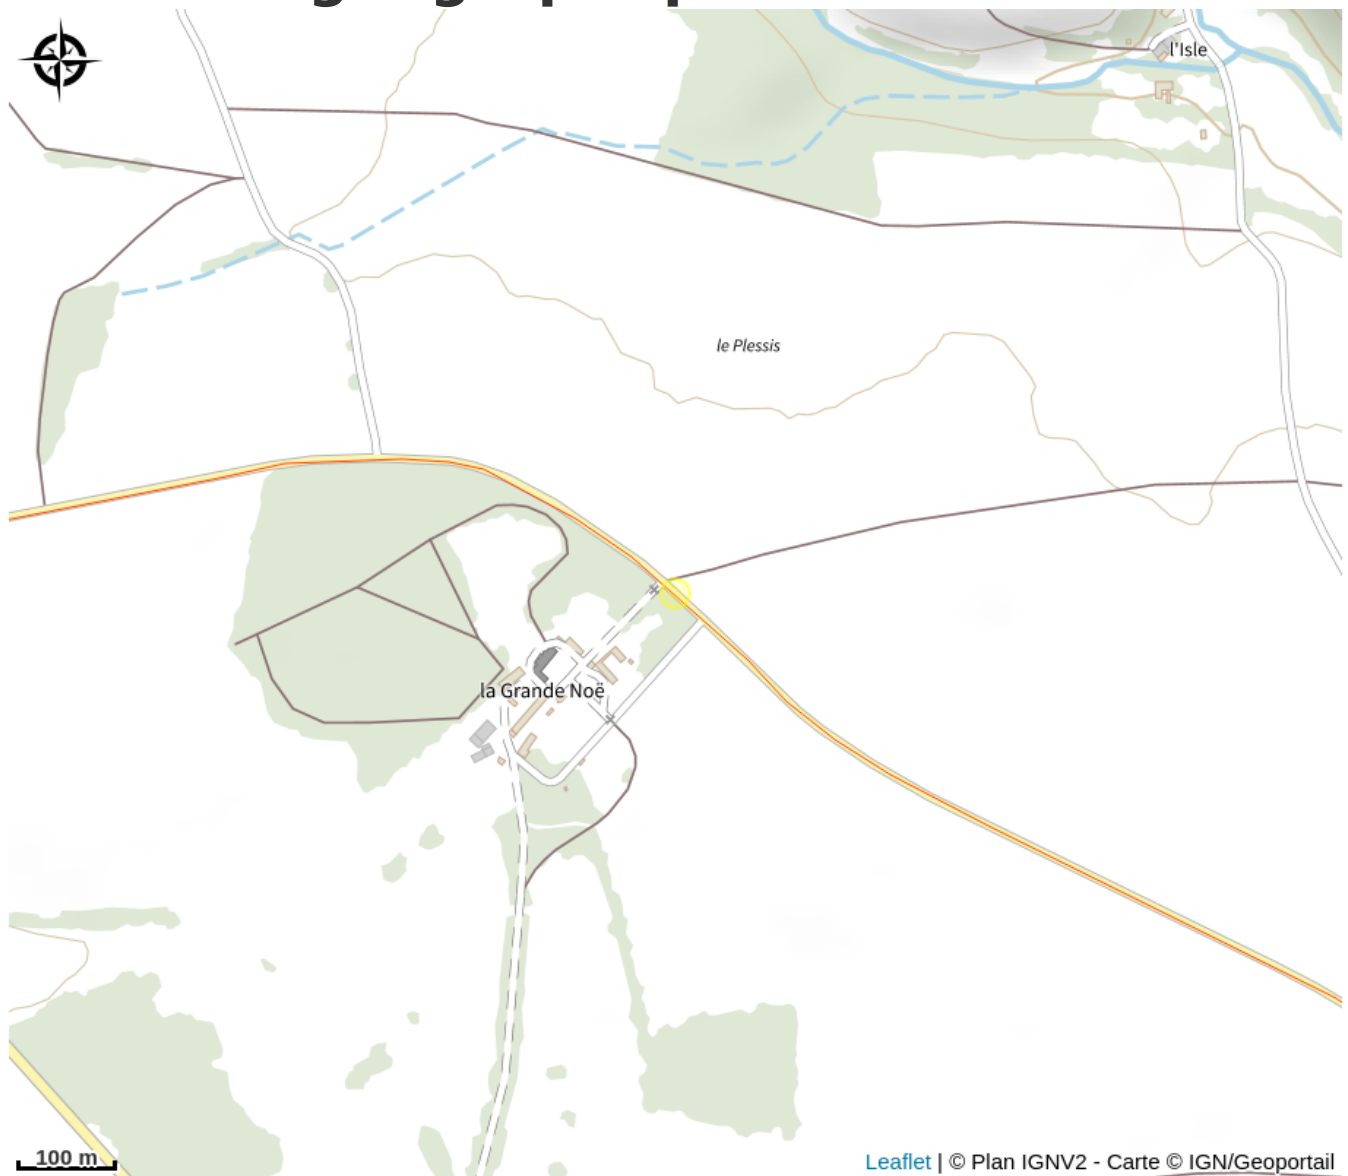 l'Isle
le Plessis
la Grande Noë
100 m
Leaflet | © Plan IGNV2 - Carte © IGN/Geoportail